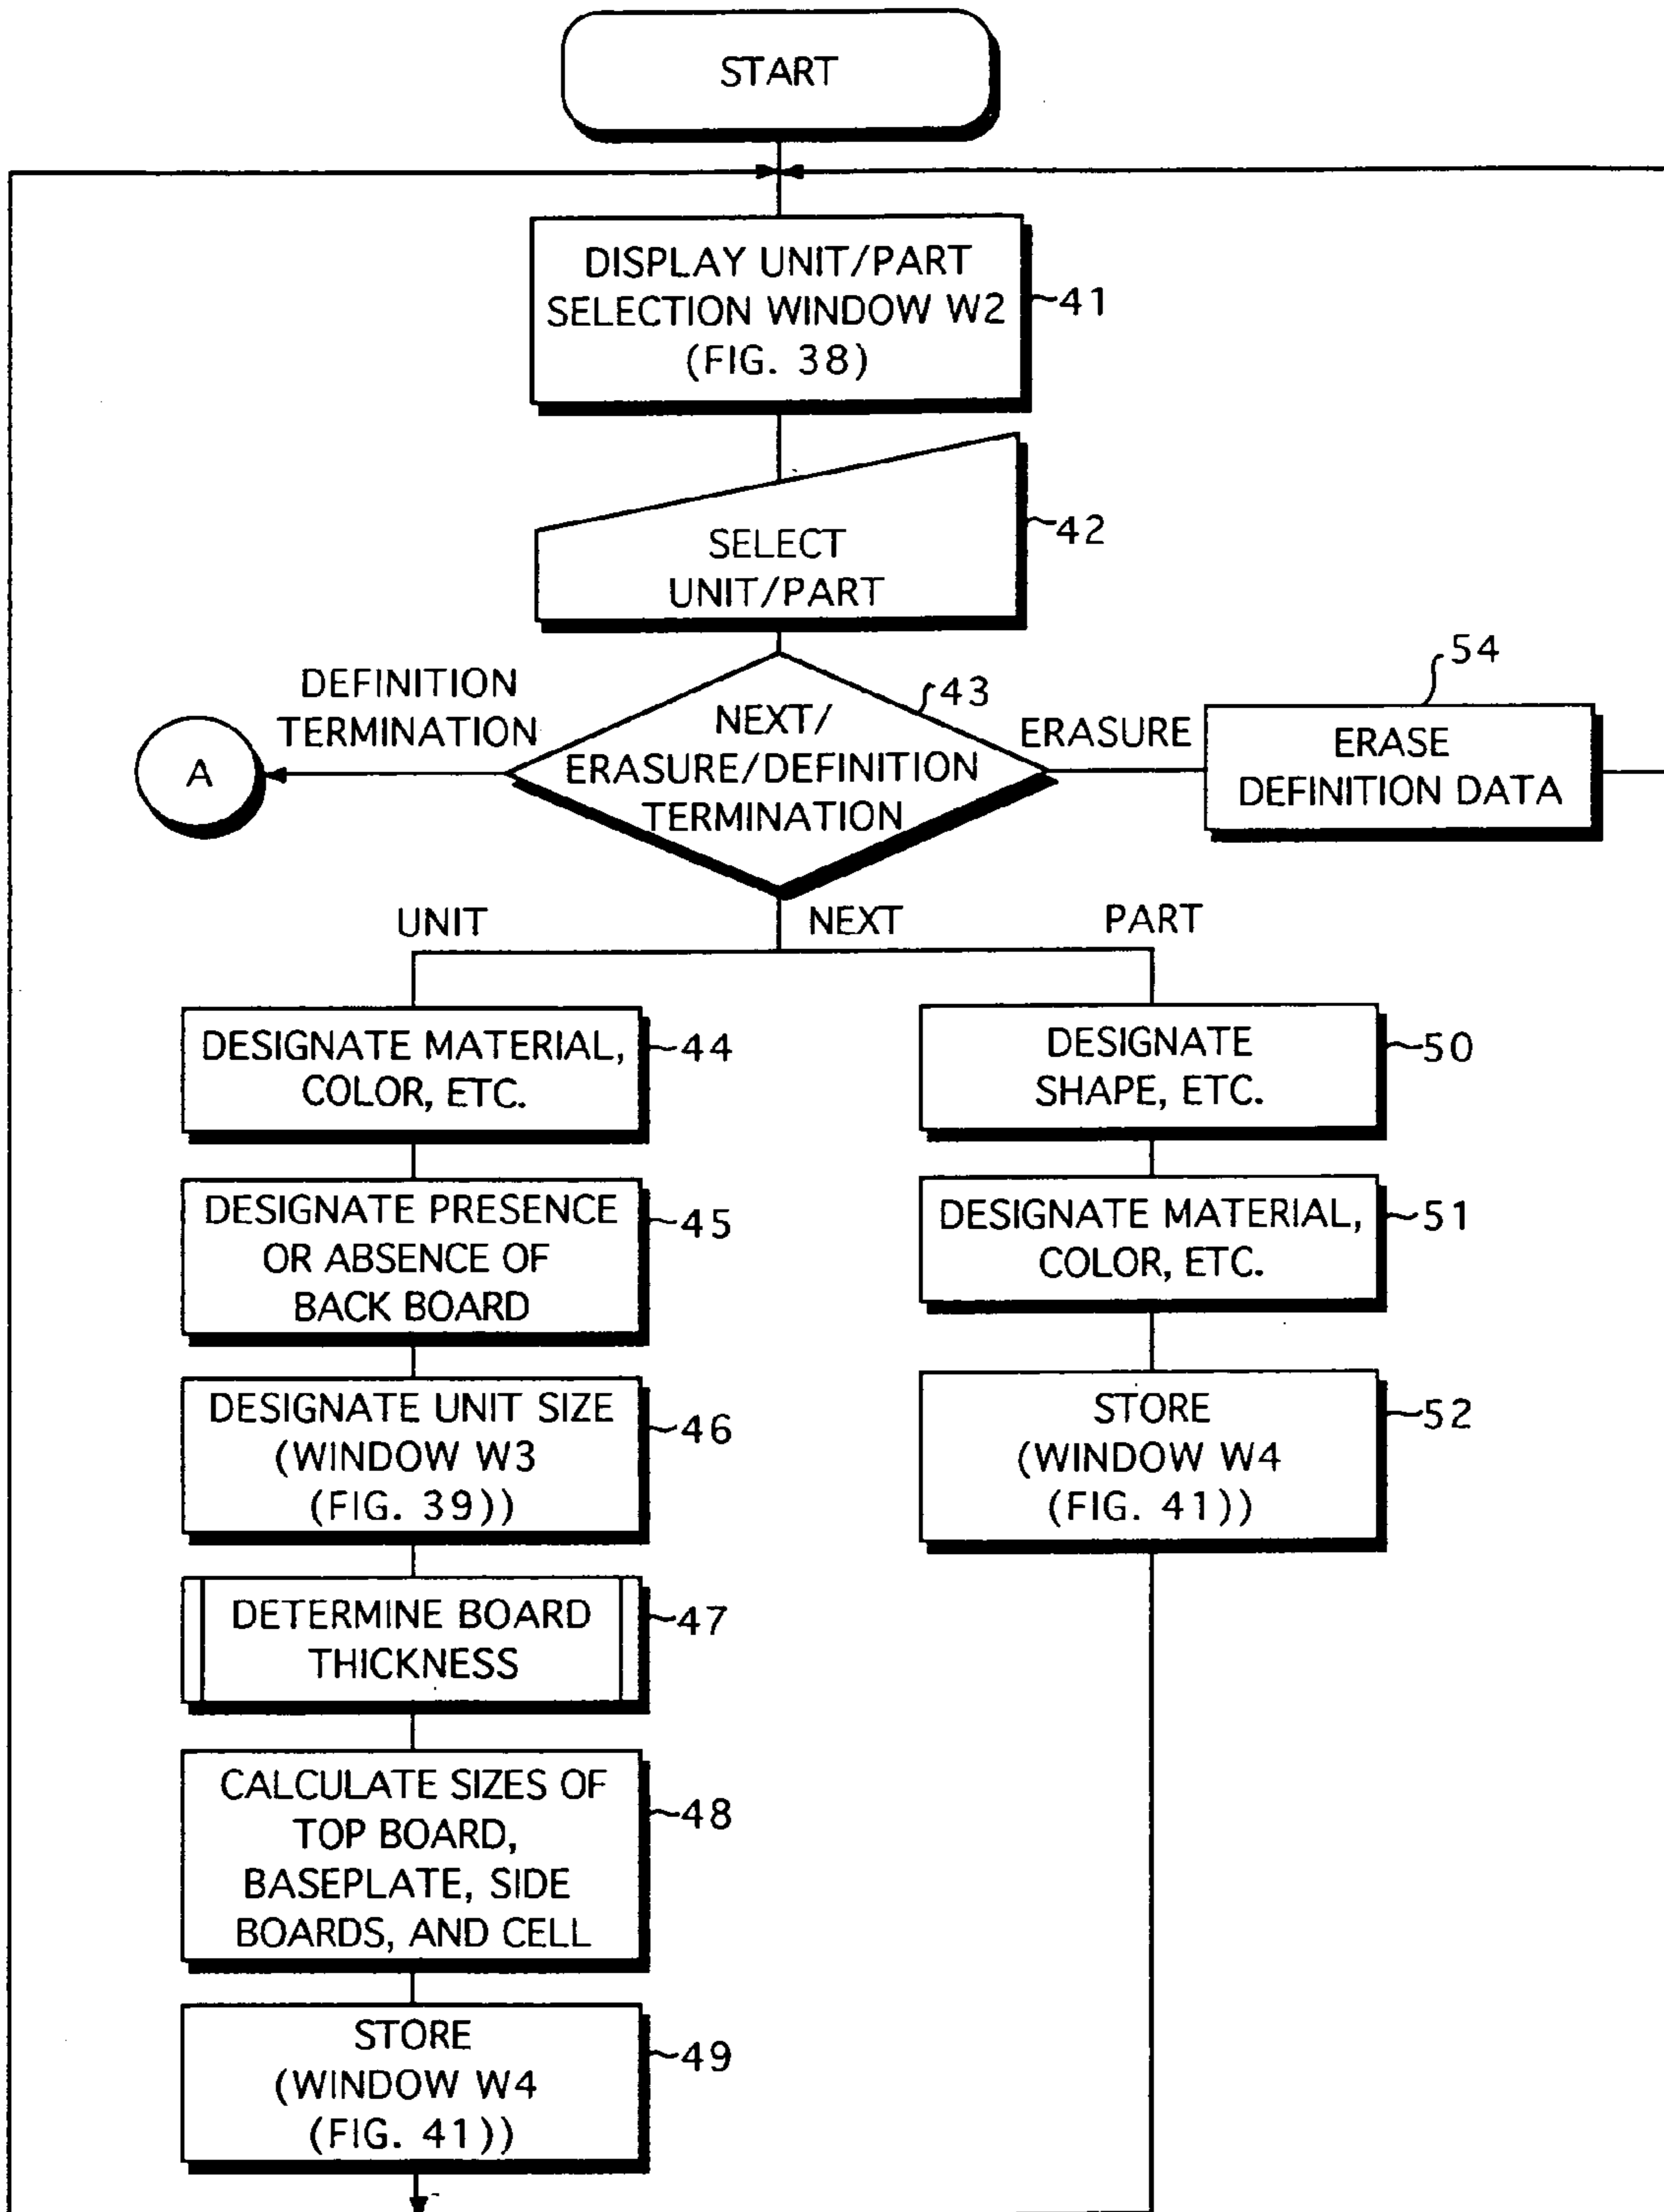 START
DISPLAY UNIT/PART
SELECTION WINDOW W2
(FIG. 38)
41
SELECT
UNIT/PART
42
DEFINITION
TERMINATION
A
NEXT/
ERASURE/DEFINITION
TERMINATION
43
ERASURE
54
ERASE
DEFINITION DATA
UNIT
NEXT
PART
DESIGNATE MATERIAL,
COLOR, ETC.
44
DESIGNATE PRESENCE
OR ABSENCE OF
BACK BOARD
45
DESIGNATE UNIT SIZE
(WINDOW W3
(FIG. 39))
46
DETERMINE BOARD
THICKNESS
47
CALCULATE SIZES OF
TOP BOARD,
BASEPLATE, SIDE
BOARDS, AND CELL
48
STORE
(WINDOW W4
(FIG. 41))
49
DESIGNATE
SHAPE, ETC.
50
DESIGNATE MATERIAL,
COLOR, ETC.
51
STORE
(WINDOW W4
(FIG. 41))
52